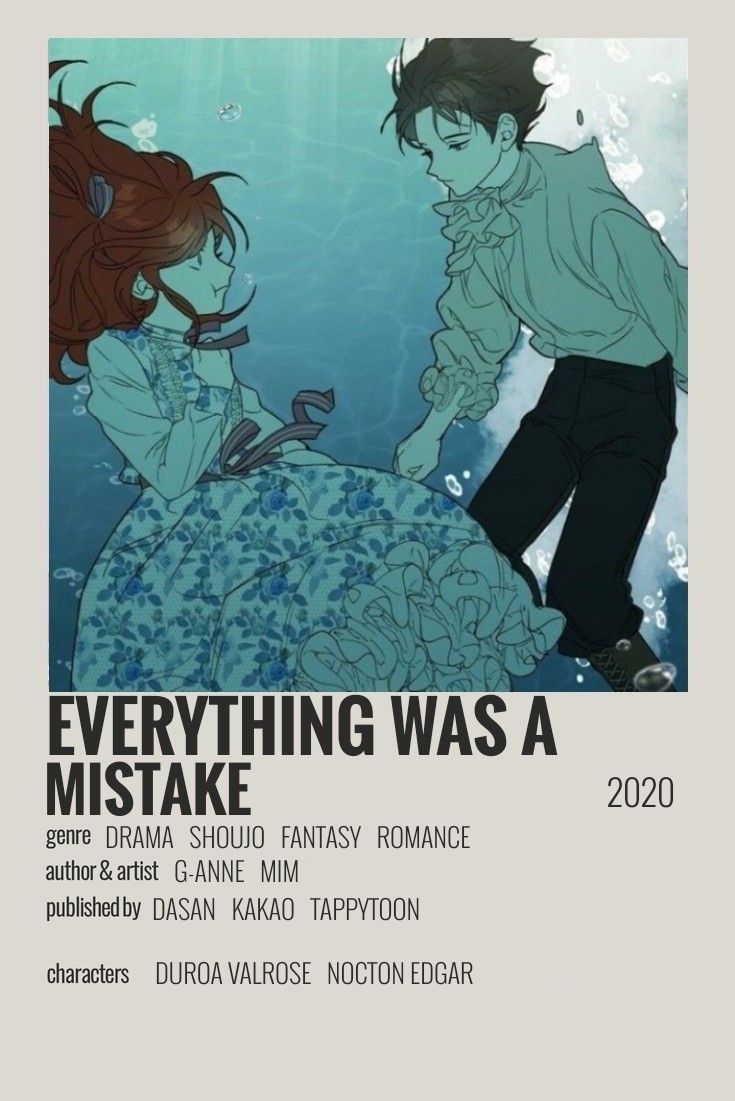 EVERYTHING WAS A
MISTAKE
2020
genre DRAMA SHOUJO FANTASY ROMANCE
author & artist G-ANNE MIM
published by DASAN KAKAO TAPPYTOON
characters DUROA VALROSE NOCTON EDGAR